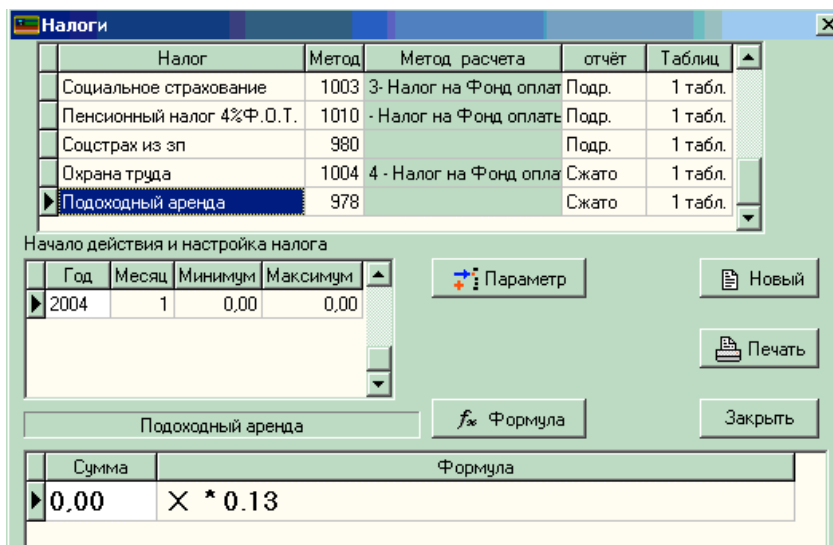 Налоги
Налог Метод Метод расчета отчёт Таблиц
Социальное страхование 1003 3- Налог на Фонд оплат Подр. 1 табл.
Пенсионный налог 4%Ф.О.Т. 1010 - Налог на Фонд оплать Подр. 1 табл.
Соцстрах из зп 980 Подр. 1 табл.
Охрана труда 1004 4 - Налог на Фонд опла Сжато 1 табл.
Подоходный аренда 978 Сжато 1 табл.
Начало действия и настройка налога
Год Месяц Минимум Максимум
2004 1 0,00 0,00
Параметр
Новый
Печать
Подоходный аренда
fx Формула
Закрыть
Сумма Формула
0,00 X * 0.13